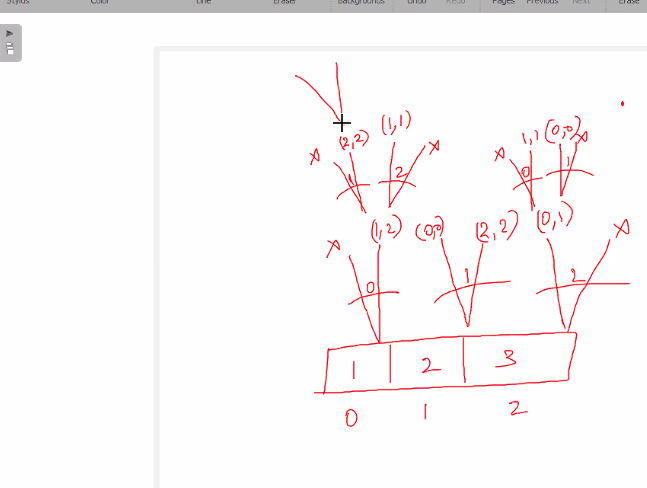 Stylus Color Line Eraser Backgrounds Undo Redo Pages Previous Next Erase
(2,2) (1,1) 1,1 (0,0) x
x 1 2 x x 0 1
(1,2) (0,0) (2,2) (0,1) x
x 0 1 2
1 2 3
0 1 2